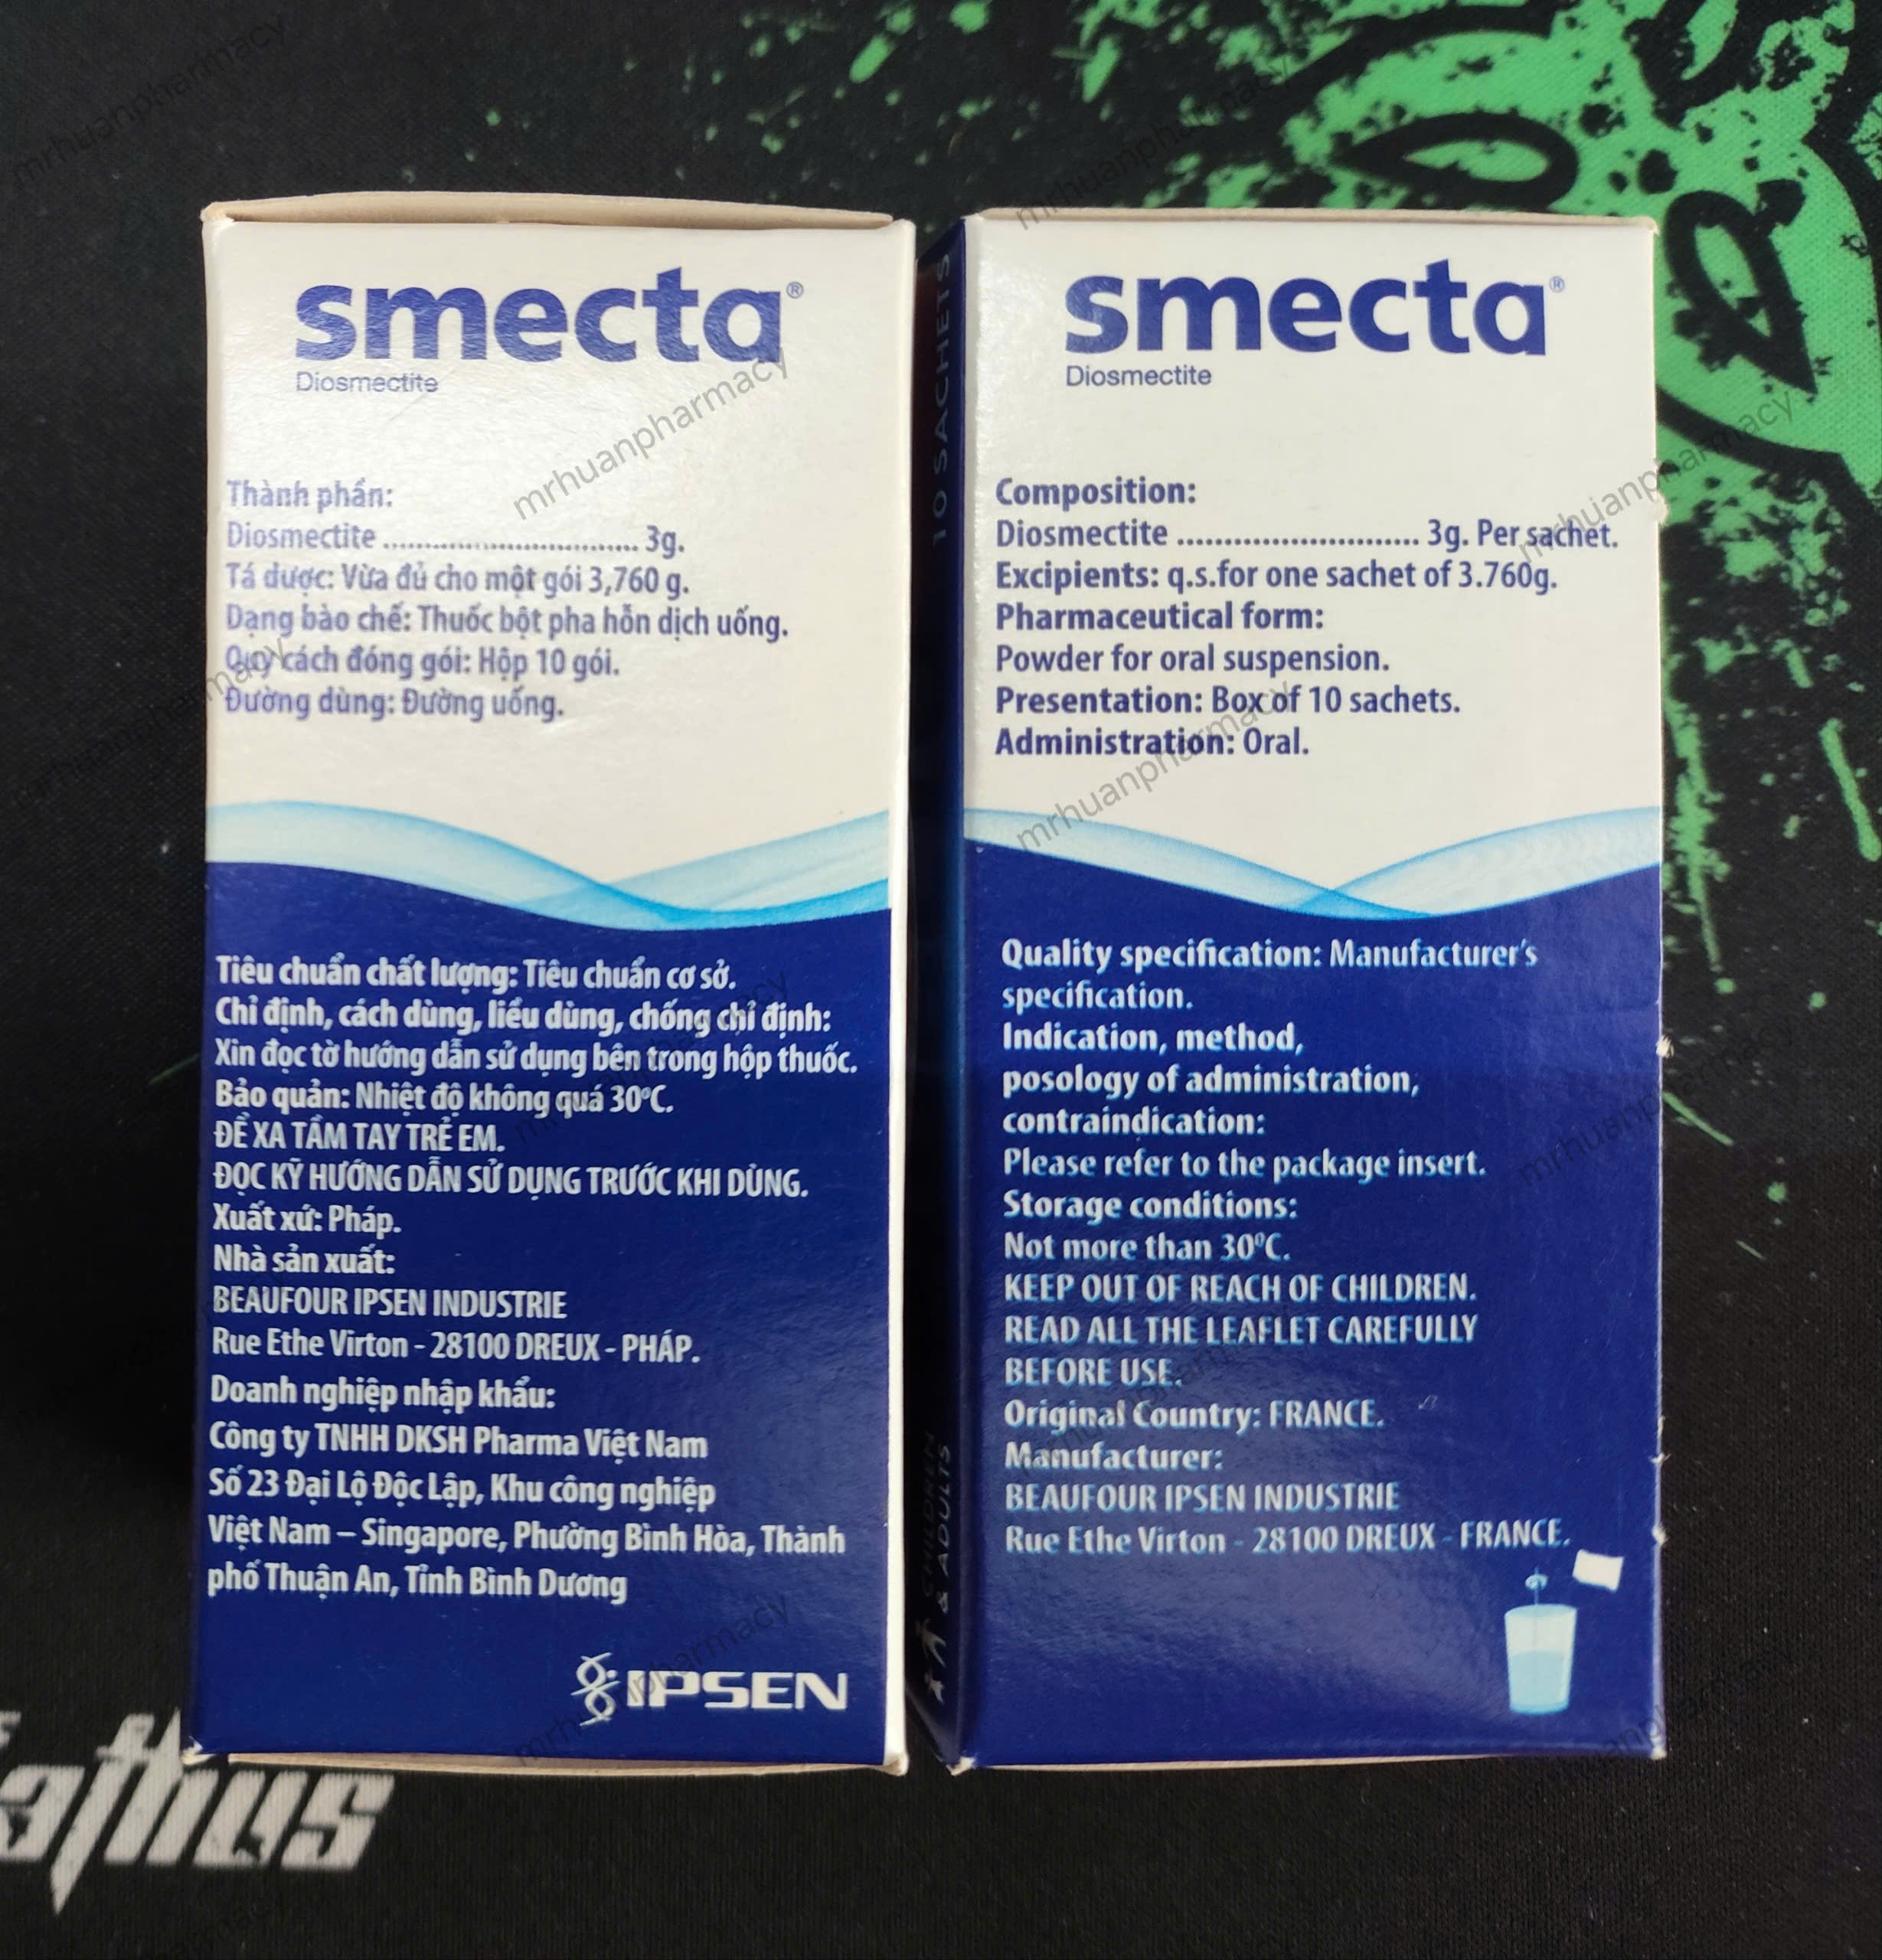 smecta®
Diosmectite
Thành phần:
Diosmectite ............................... 3g.
Tá dược: Vừa đủ cho một gói 3,760 g.
Dạng bào chế: Thuốc bột pha hỗn dịch uống.
Quy cách đóng gói: Hộp 10 gói.
Đường dùng: Đường uống.
Tiêu chuẩn chất lượng: Tiêu chuẩn cơ sở.
Chỉ định, cách dùng, liều dùng, chống chỉ định:
Xin đọc tờ hướng dẫn sử dụng bên trong hộp thuốc.
Bảo quản: Nhiệt độ không quá 30ºC.
ĐỂ XA TẦM TAY TRẺ EM.
ĐỌC KỸ HƯỚNG DẪN SỬ DỤNG TRƯỚC KHI DÙNG.
Xuất xứ: Pháp.
Nhà sản xuất:
BEAUFOUR IPSEN INDUSTRIE
Rue Ethe Virton - 28100 DREUX - PHÁP.
Doanh nghiệp nhập khẩu:
Công ty TNHH DKSH Pharma Việt Nam
Số 23 Đại Lộ Độc Lập, Khu công nghiệp
Việt Nam – Singapore, Phường Bình Hòa, Thành
phố Thuận An, Tỉnh Bình Dương
IPSEN
10 SACHETS
CHILDREN
& ADULTS
smecta®
Diosmectite
Composition:
Diosmectite .......................... 3g. Per sachet.
Excipients: q.s.for one sachet of 3.760g.
Pharmaceutical form:
Powder for oral suspension.
Presentation: Box of 10 sachets.
Administration: Oral.
Quality specification: Manufacturer's
specification.
Indication, method,
posology of administration,
contraindication:
Please refer to the package insert.
Storage conditions:
Not more than 30ºC.
KEEP OUT OF REACH OF CHILDREN.
READ ALL THE LEAFLET CAREFULLY
BEFORE USE.
Original Country: FRANCE.
Manufacturer:
BEAUFOUR IPSEN INDUSTRIE
Rue Ethe Virton - 28100 DREUX - FRANCE.
mrhuanpharmacy